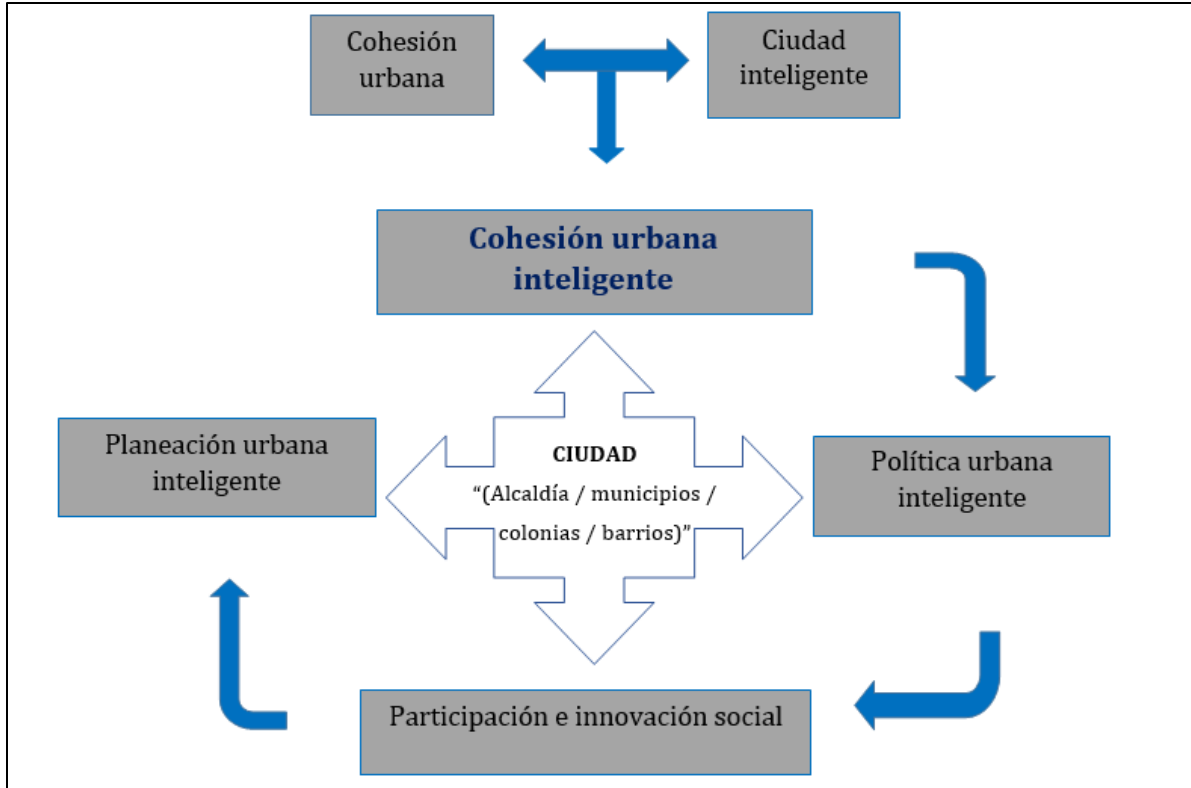 Cohesión
urbana
Ciudad
inteligente
Cohesión urbana
inteligente
Planeación urbana
inteligente
CIUDAD
“(Alcaldía / municipios /
colonias / barrios)”
Política urbana
inteligente
Participación e innovación social